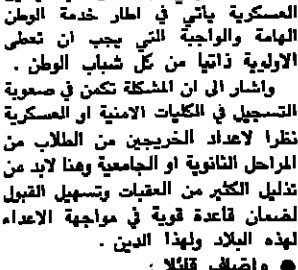 العسكرية يأتي في اطار خدمة الوطن
الهامة والواجبة التي يجب ان تعطى
الاولوية ذاتيا من كل شباب الوطن .
واشار الى ان المشكلة تكمن في صعوبة
التسجيل في الكليات الامنية او العسكرية
نظرا لاعداد الخريجين من الطلاب من
المراحل الثانوية او الجامعية وهنا لابد من
تذليل الكثير من العقبات وتسهيل القبول
لضمان قاعدة قوية في مواجهة الاعداء
لهذه البلاد ولهذا الدين .
● واضاف قائلا :